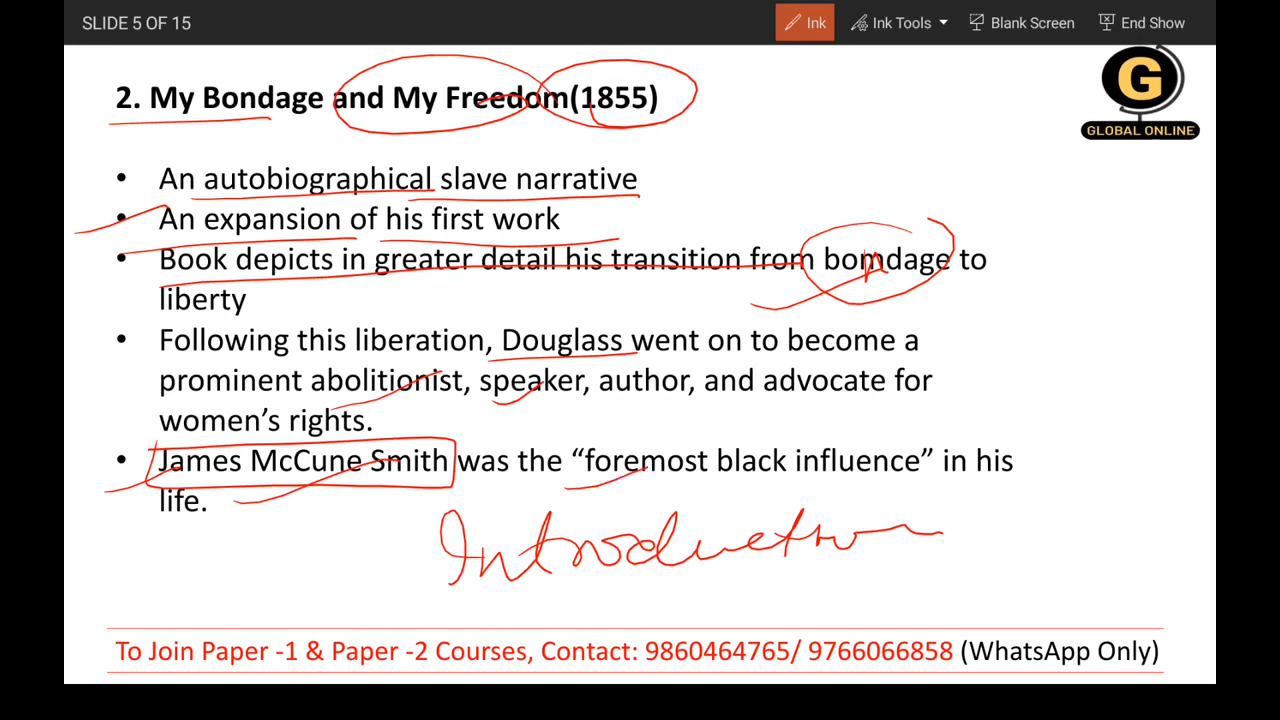 SLIDE 5 OF 15
Ink
Ink Tools
Blank Screen
End Show
2. My Bondage and My Freedom(1855)
G
GLOBAL ONLINE
• An autobiographical slave narrative
• An expansion of his first work
• Book depicts in greater detail his transition from bomdage to
liberty
• Following this liberation, Douglass went on to become a
prominent abolitionist, speaker, author, and advocate for
women’s rights.
• James McCune Smith was the “foremost black influence” in his
life.
Introduction
To Join Paper -1 & Paper -2 Courses, Contact: 9860464765/ 9766066858 (WhatsApp Only)